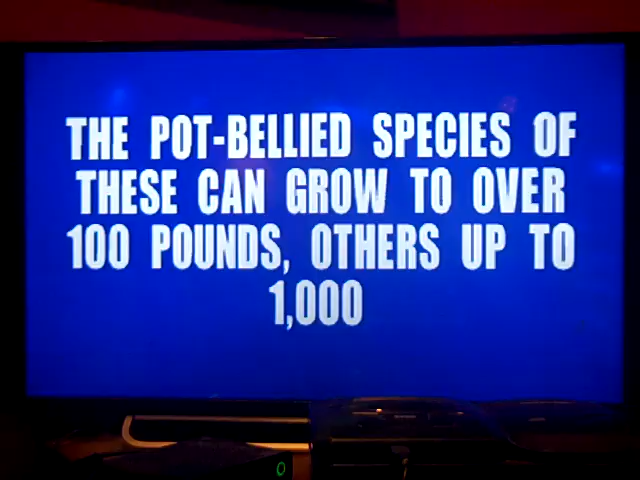 THE POT-BELLIED SPECIES OF
THESE CAN GROW TO OVER
100 POUNDS, OTHERS UP TO
1,000